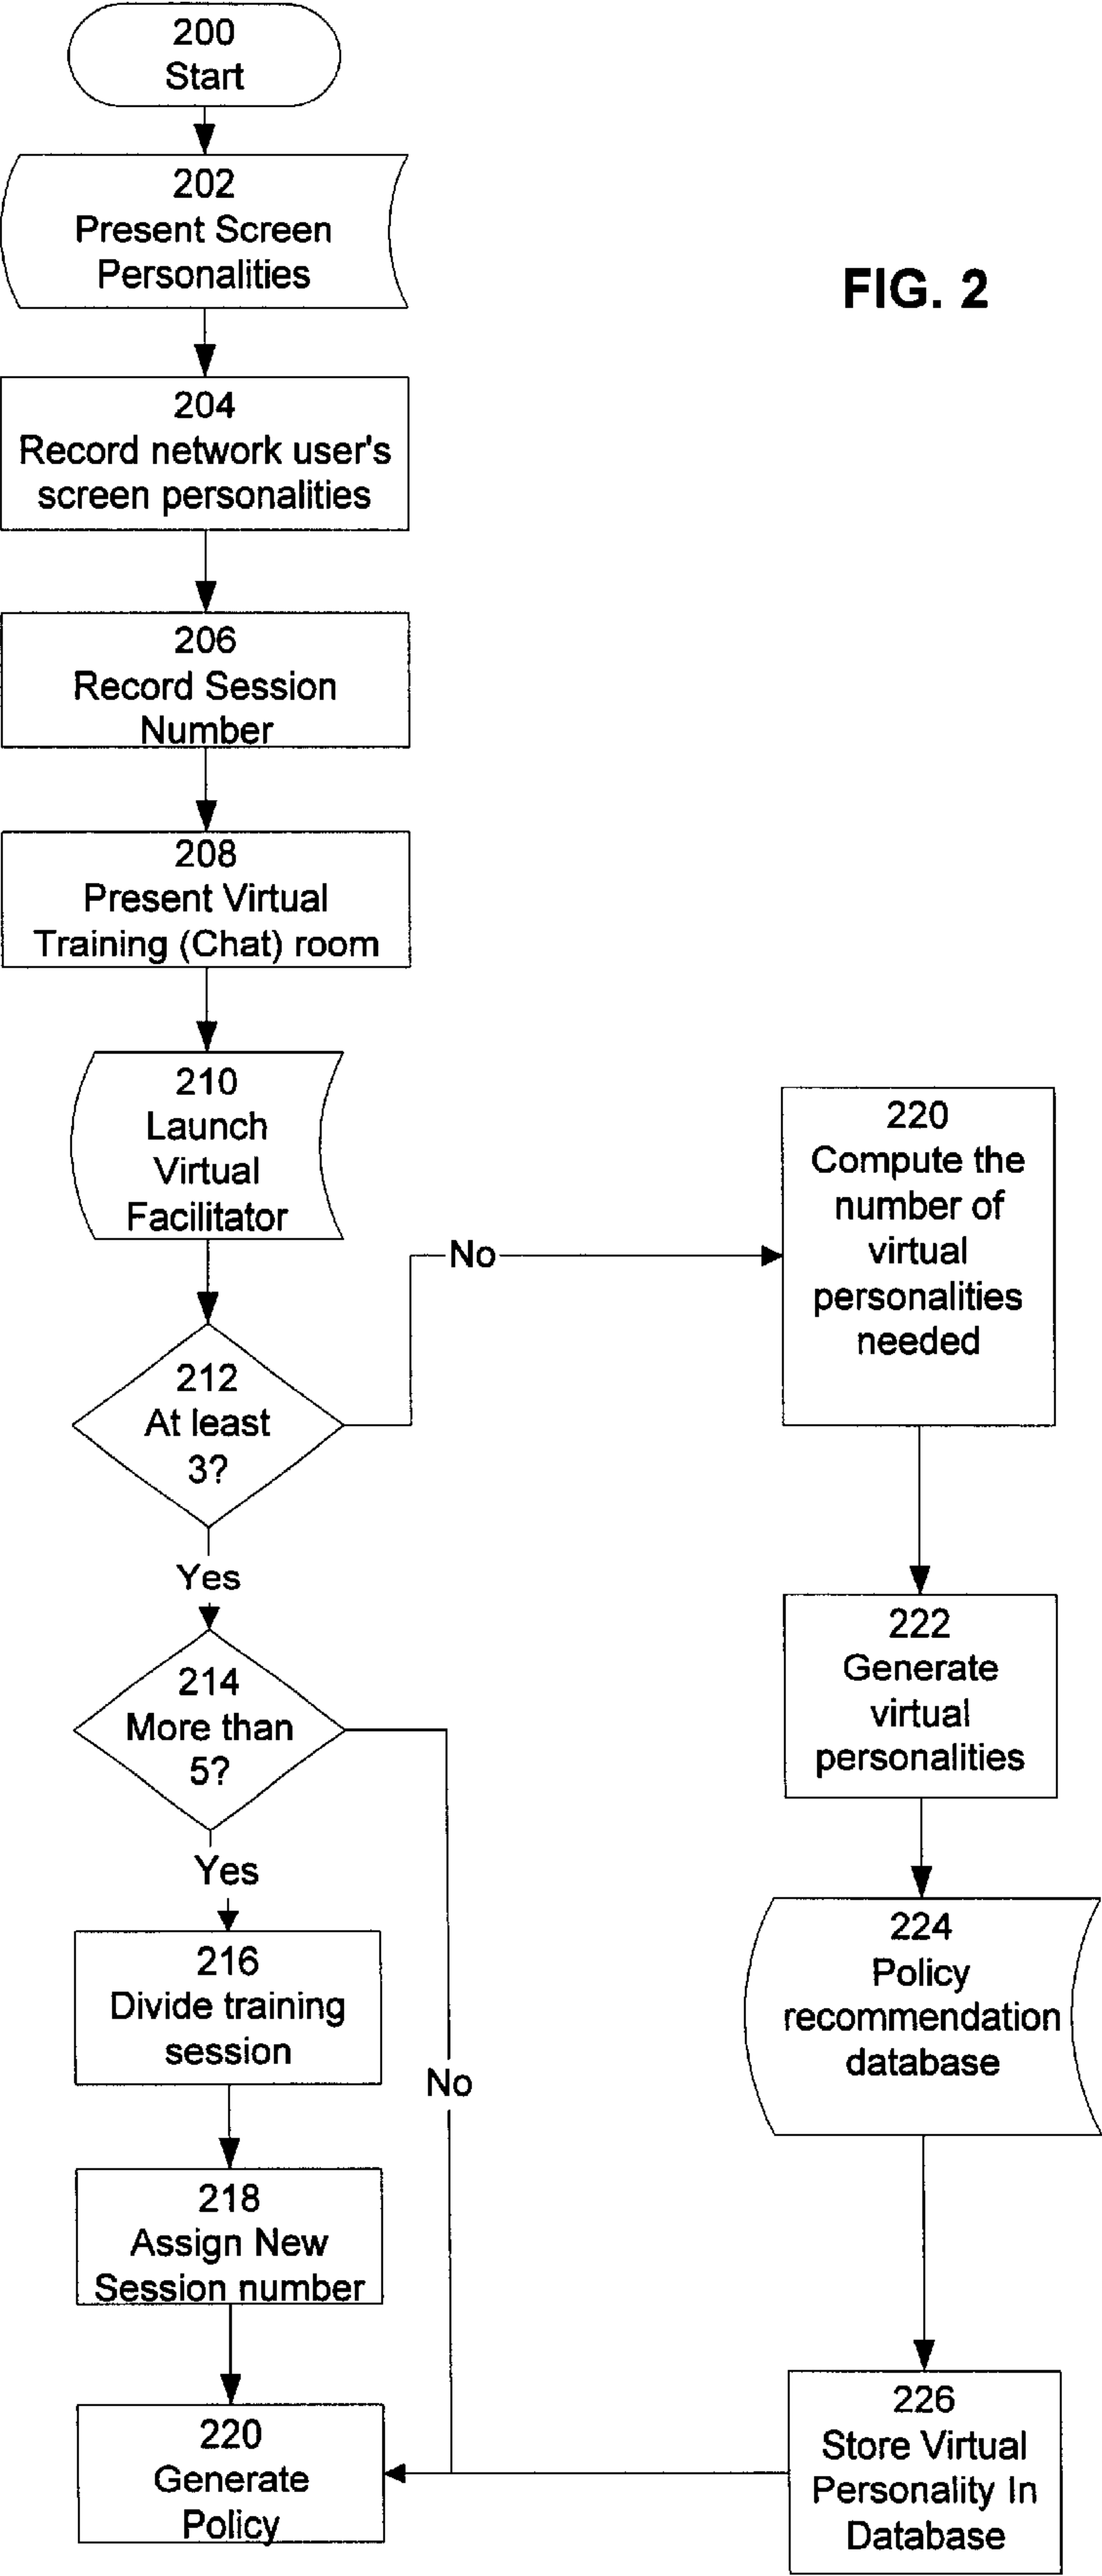 200
Start
202
Present Screen
Personalities
FIG. 2
204
Record network user's
screen personalities
206
Record Session
Number
208
Present Virtual
Training (Chat) room
210
Launch
Virtual
Facilitator
220
Compute the
number of
virtual
personalities
needed
No
212
At least
3?
Yes
214
More than
5?
222
Generate
virtual
personalities
Yes
216
Divide training
session
224
Policy
recommendation
database
No
218
Assign New
Session number
220
Generate
Policy
226
Store Virtual
Personality In
Database